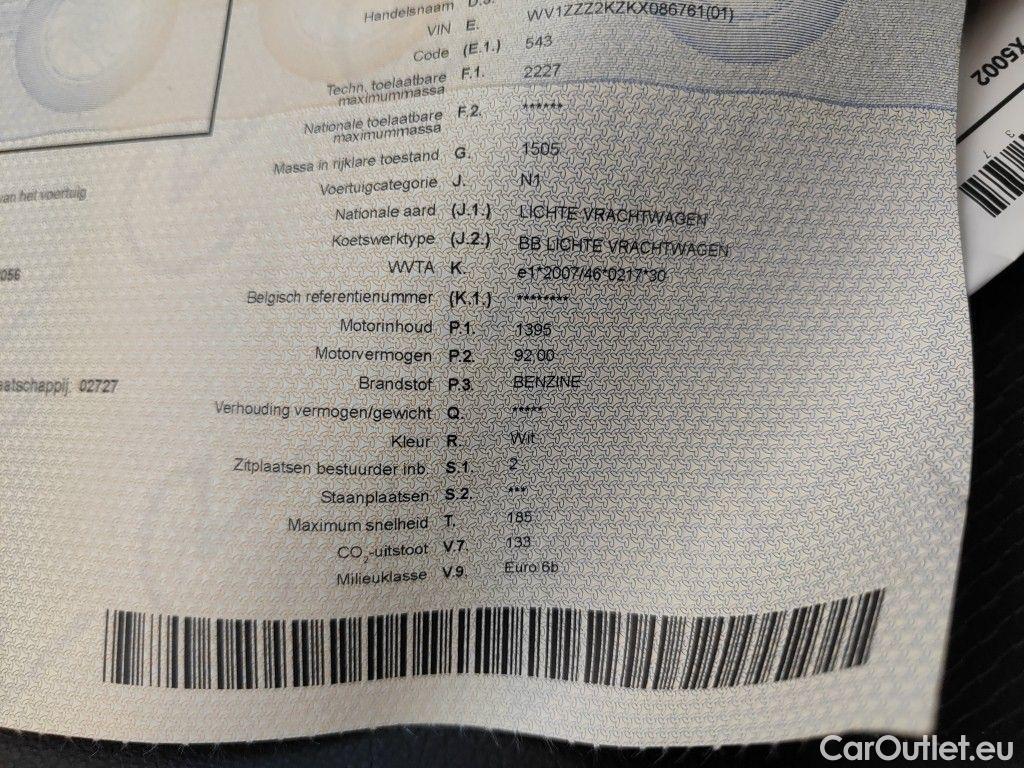 Handelsnaam D.3.
VIN E. WV1ZZZ2KZKX086761(01)
Code (E.1.) 543
Techn. toelaatbare maximummassa F.1. 2227
Nationale toelaatbare maximummassa F.2. ******
Massa in rijklare toestand G. 1505
Voertuigcategorie J. N1
van het voertuig
Nationale aard (J.1.) LICHTE VRACHTWAGEN
Koetswerktype (J.2.) BB LICHTE VRACHTWAGEN
WVTA K. e1*2007/46*0217*30
056
Belgisch referentienummer (K.1.) ********
Motorinhoud P.1. 1395
Motorvermogen P.2. 92,00
Brandstof P.3. BENZINE
aatschappij 02727
Verhouding vermogen/gewicht Q. *****
Kleur R. Wit
Zitplaatsen bestuurder inb. S.1. 2
Staanplaatsen S.2. ***
Maximum snelheid T. 185
CO2-uitstoot V.7. 133
Milieuklasse V.9. Euro 6b
X5002
7 3
CarOutlet.eu